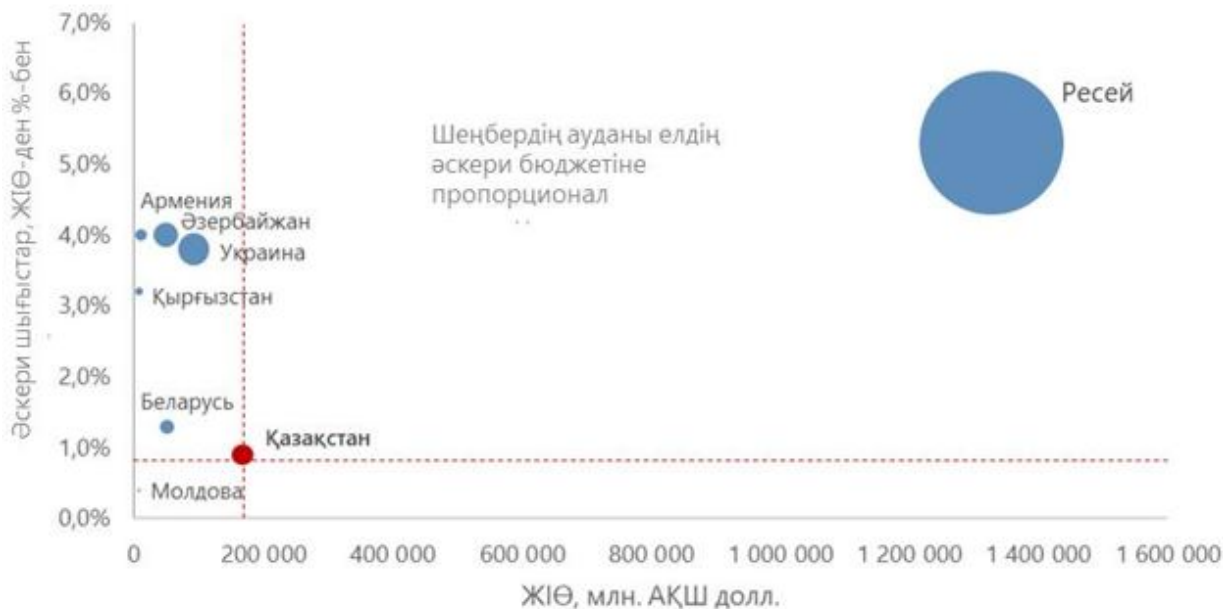 Әскери шығыстар, ЖІӨ-ден %-бен
7,0%
6,0%
5,0%
4,0%
3,0%
2,0%
1,0%
0,0%
Ресей
Шеңбердің ауданы елдің
әскери бюджетіне
пропорционал
Армения
Әзербайжан
Украина
Қырғызстан
Беларусь
Қазақстан
Молдова
0 200 000 400 000 600 000 800 000 1 000 000 1 200 000 1 400 000 1 600 000
ЖІӨ, млн. АҚШ долл.